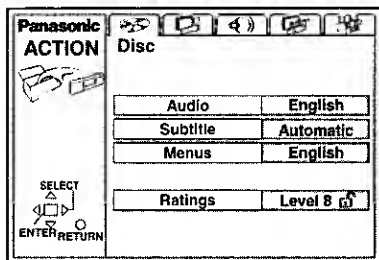 Panasonic
ACTION
Disc
Audio English
Subtitle Automatic
Menus English
Ratings Level 8
SELECT
ENTER RETURN